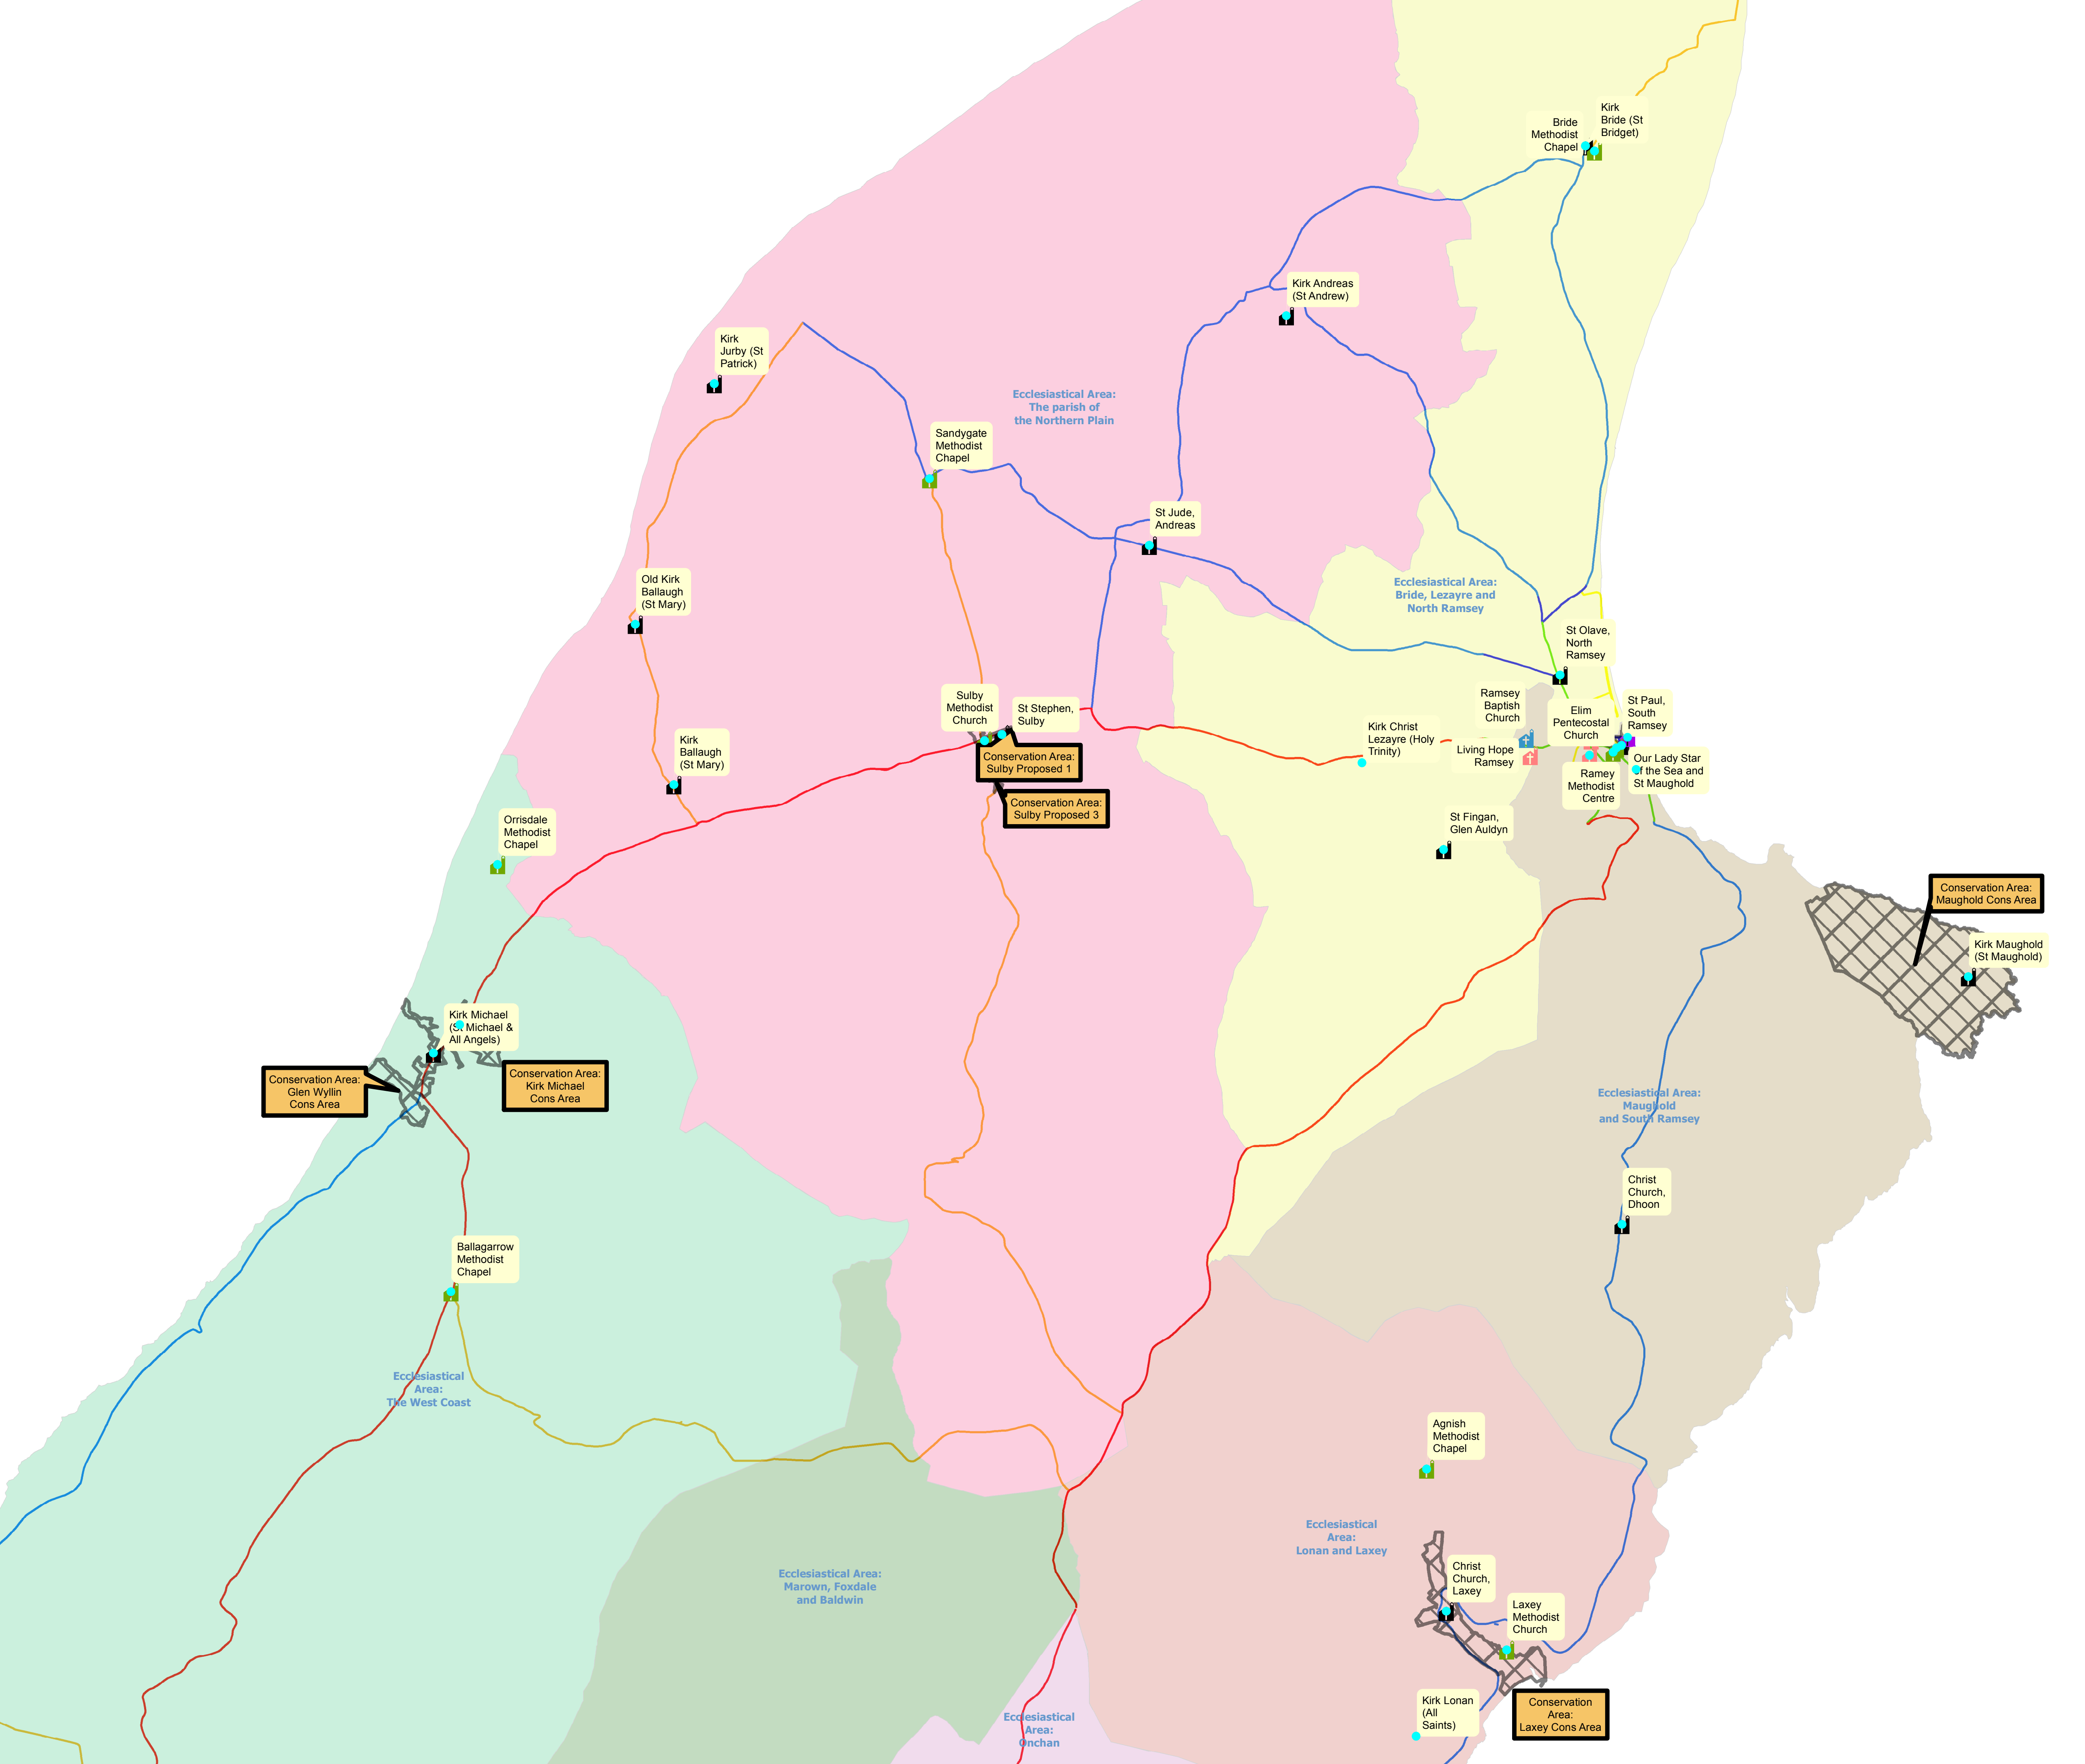 Kirk
Bride (St
Bridget)
Bride
Methodist
Chapel
Kirk Andreas
(St Andrew)
Kirk
Jurby (St
Patrick)
Ecclesiastical Area:
The parish of
the Northern Plain
Sandygate
Methodist
Chapel
St Jude,
Andreas
Old Kirk
Ballaugh
(St Mary)
Ecclesiastical Area:
Bride, Lezayre and
North Ramsey
St Olave,
North
Ramsey
Sulby
Methodist
Church
St Stephen,
Sulby
Ramsey
Baptist
Church
Elim
Pentecostal
Church
St Paul,
South
Ramsey
Kirk Christ
Lezayre (Holy
Trinity)
Living Hope
Ramsey
Our Lady Star
of the Sea and
St Maughold
Ramey
Methodist
Centre
Kirk
Ballaugh
(St Mary)
Conservation Area:
Sulby Proposed 1
Conservation Area:
Sulby Proposed 3
Orrisdale
Methodist
Chapel
St Fingan,
Glen Auldyn
Conservation Area:
Maughold Cons Area
Kirk Maughold
(St Maughold)
Kirk Michael
(St Michael &
All Angels)
Conservation Area:
Glen Wyllin
Cons Area
Conservation Area:
Kirk Michael
Cons Area
Ecclesiastical Area:
Maughold
and South Ramsey
Christ
Church,
Dhoon
Ballagarrow
Methodist
Chapel
Ecclesiastical
Area:
The West Coast
Agnish
Methodist
Chapel
Ecclesiastical
Area:
Lonan and Laxey
Ecclesiastical Area:
Marown, Foxdale
and Baldwin
Christ
Church,
Laxey
Laxey
Methodist
Church
Kirk Lonan
(All
Saints)
Conservation
Area:
Laxey Cons Area
Ecclesiastical
Area:
Onchan